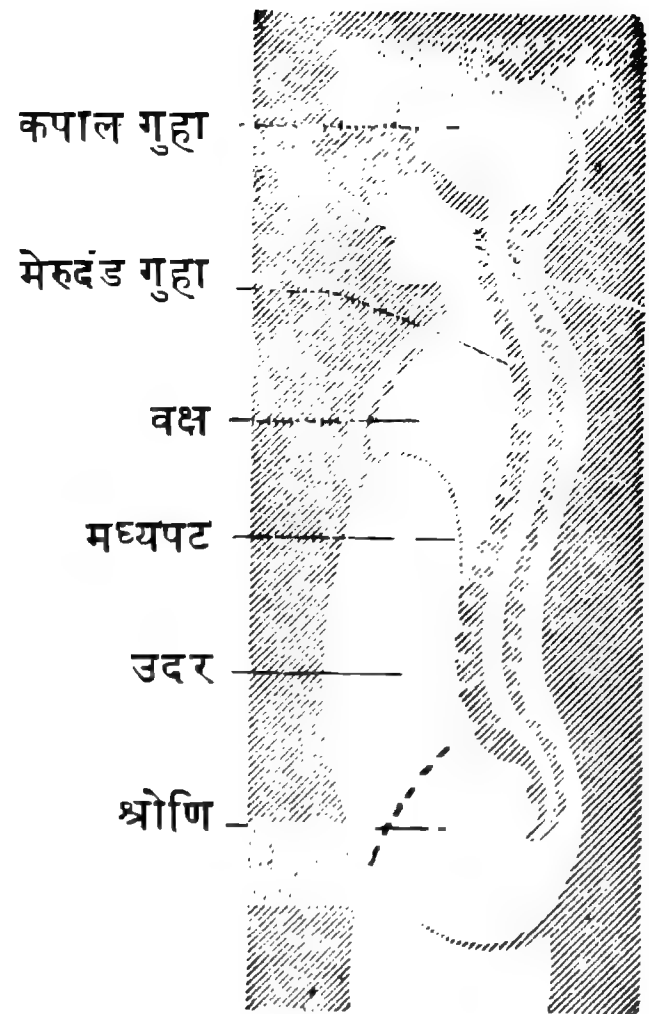 कपाल गुहा
मेरुदंड गुहा
वक्ष
मध्यपट
उदर
श्रोणि